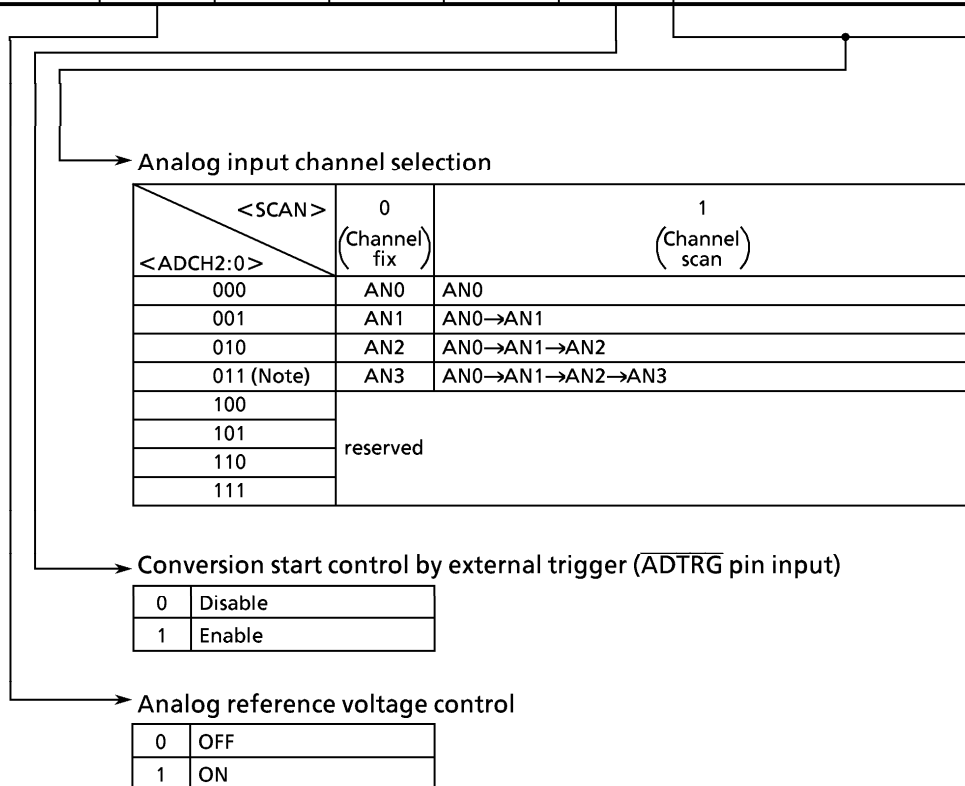 Analog input channel selection
<SCAN> 0 1
(Channel fix) (Channel scan)
<ADCH2:0>
000 AN0 AN0
001 AN1 AN0→AN1
010 AN2 AN0→AN1→AN2
011 (Note) AN3 AN0→AN1→AN2→AN3
100
101
reserved
110
111
Conversion start control by external trigger (ADTRG pin input)
0 Disable
1 Enable
Analog reference voltage control
0 OFF
1 ON